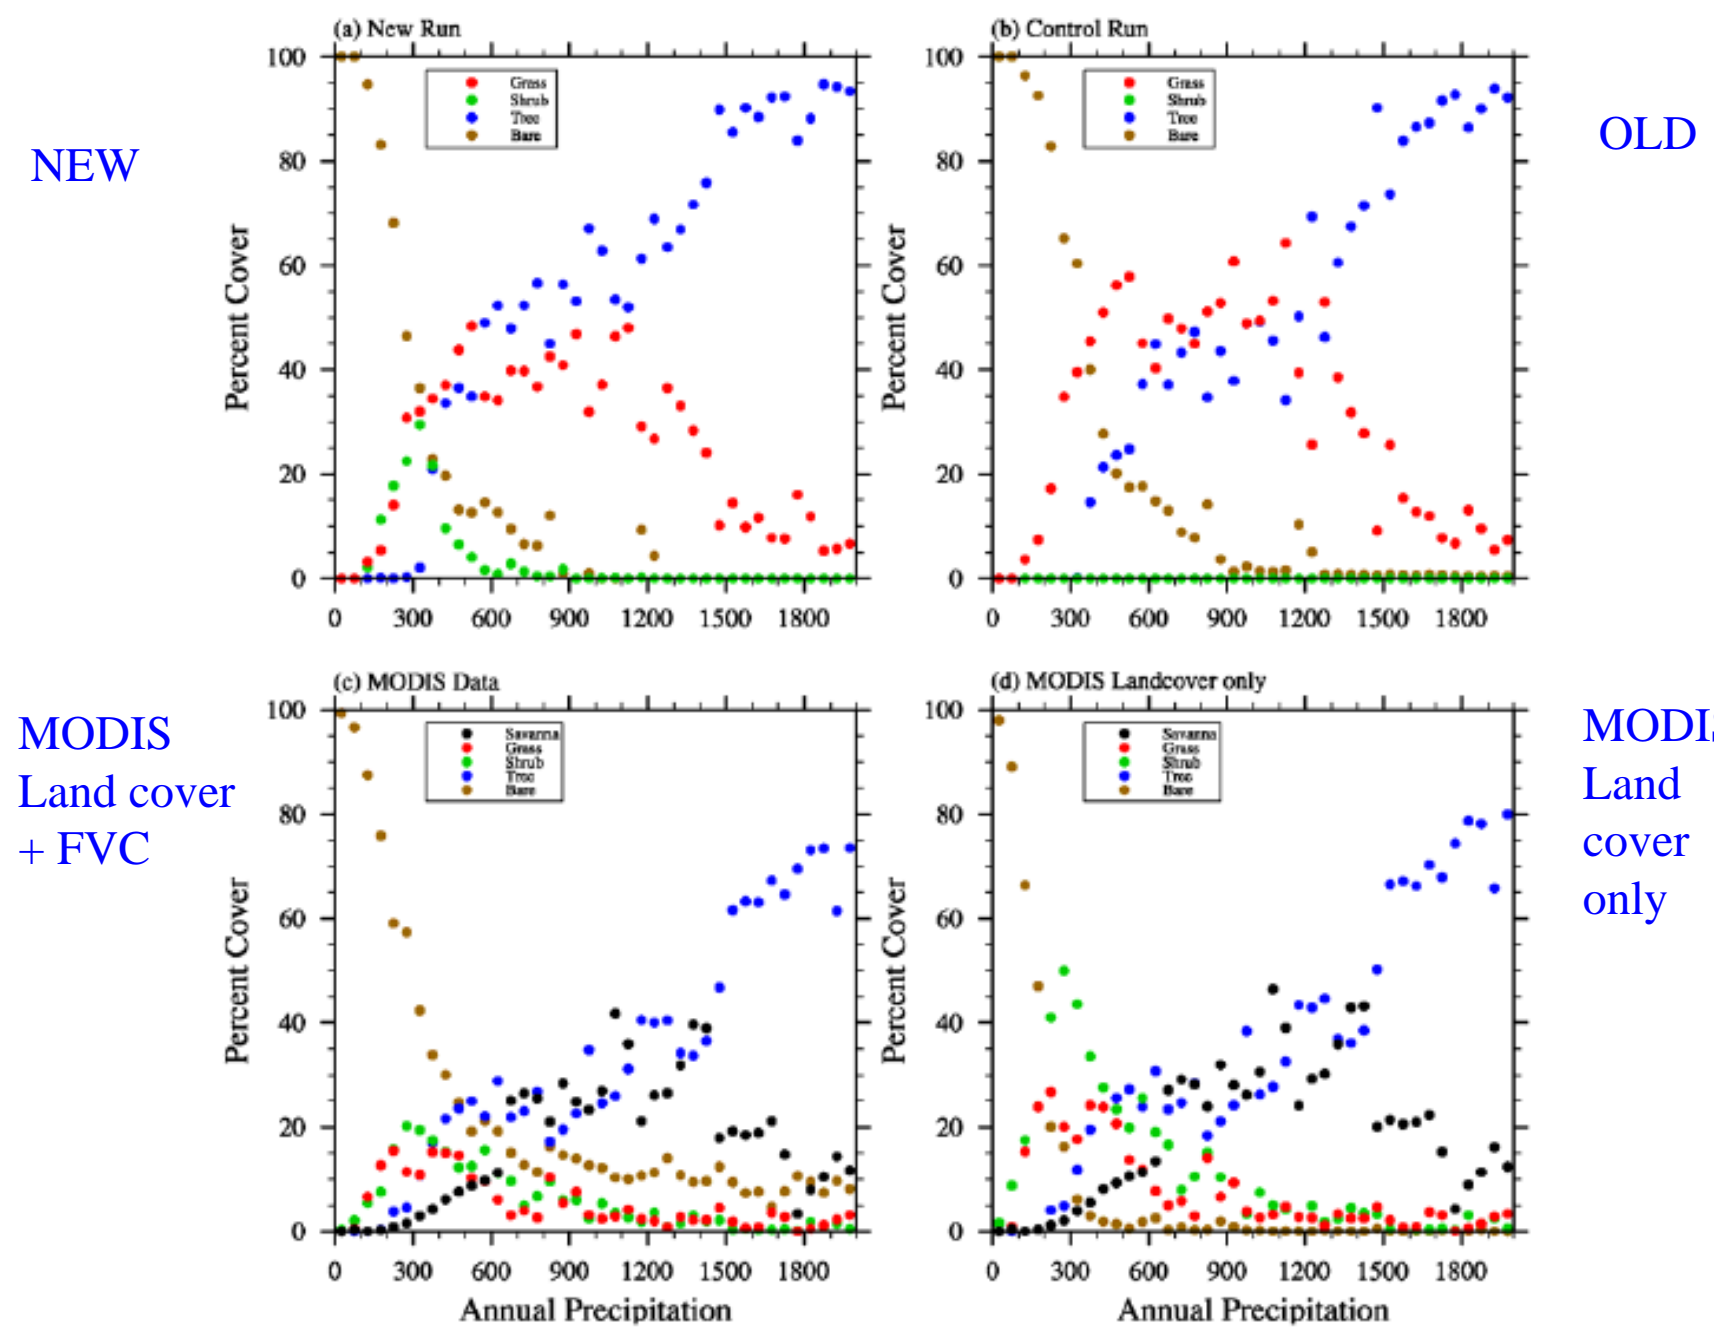 (a) New Run
(b) Control Run
NEW
OLD
100
80
60
40
20
0
Percent Cover
Grass
Shrub
Tree
Bare
0 300 600 900 1200 1500 1800
100
80
60
40
20
0
Percent Cover
Grass
Shrub
Tree
Bare
0 300 600 900 1200 1500 1800
(c) MODIS Data
(d) MODIS Landcover only
MODIS
Land cover
+ FVC
100
80
60
40
20
0
Percent Cover
Savanna
Grass
Shrub
Tree
Bare
0 300 600 900 1200 1500 1800
Annual Precipitation
100
80
60
40
20
0
Percent Cover
Savanna
Grass
Shrub
Tree
Bare
0 300 600 900 1200 1500 1800
Annual Precipitation
MODIS
Land
cover
only